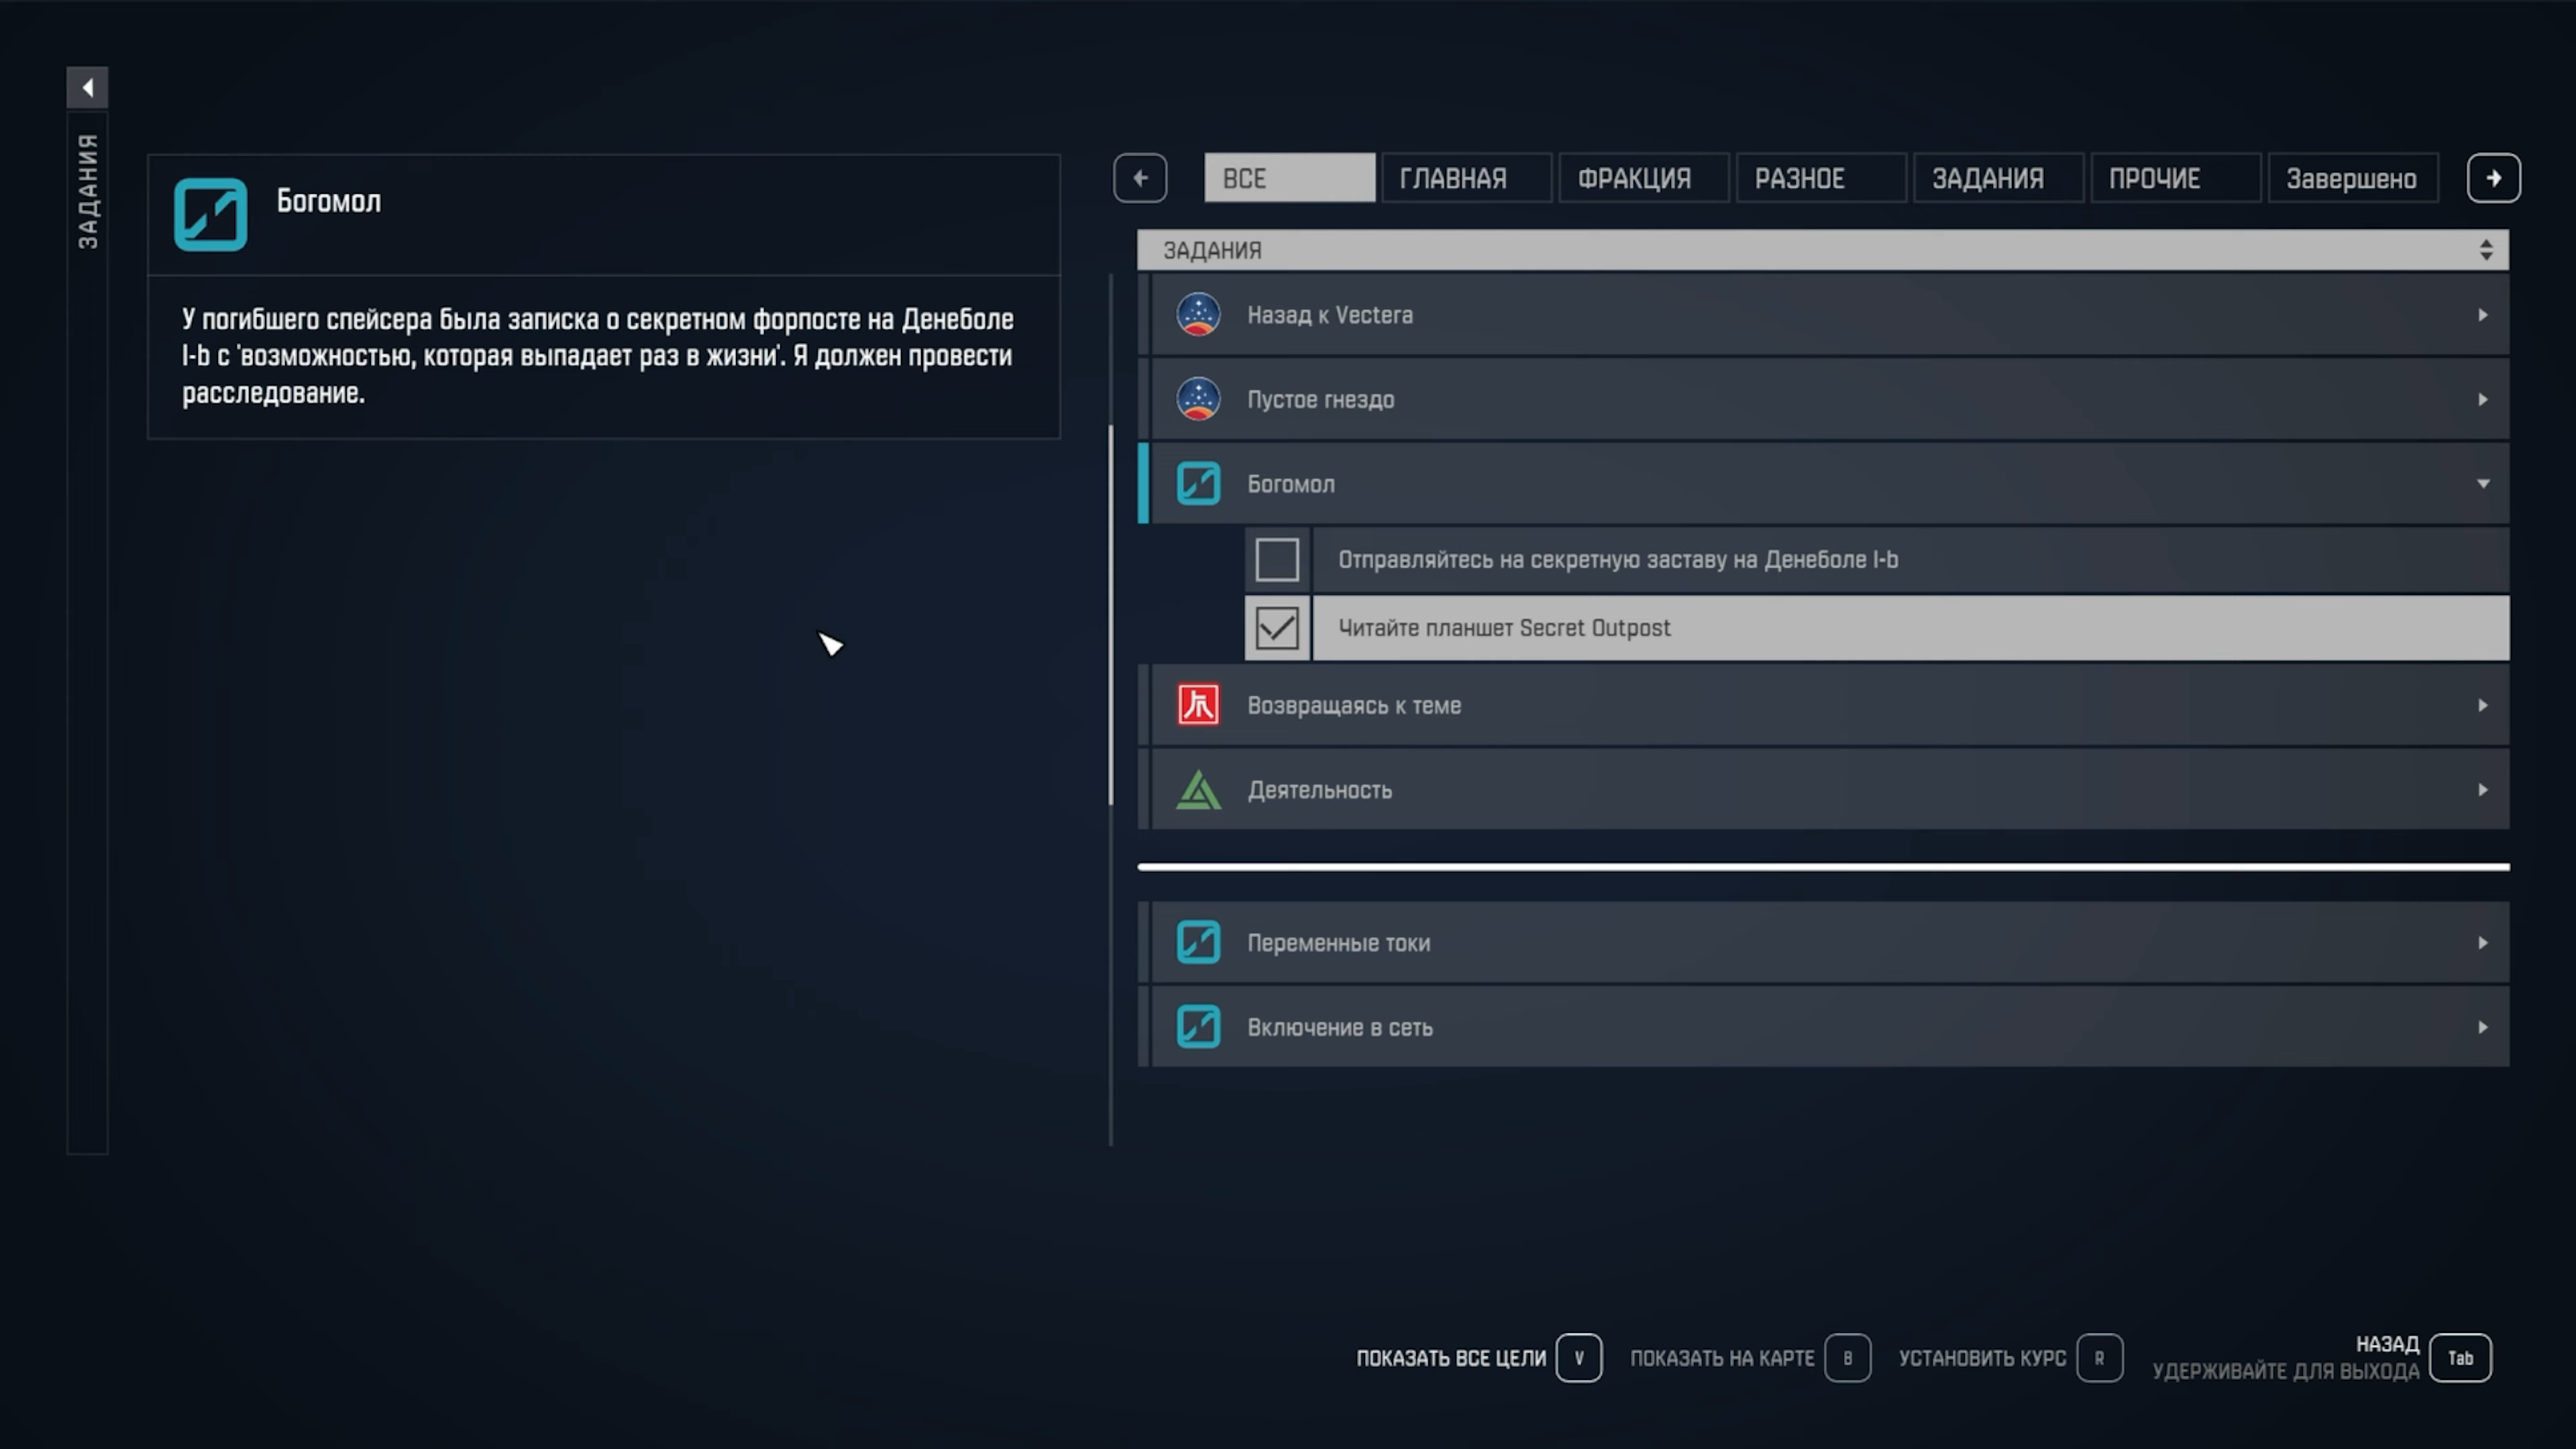 ЗАДАНИЯ
Богомол
У погибшего спейсера была записка о секретном форпосте на Денеболе
I-b с 'возможностью, которая выпадает раз в жизни'. Я должен провести
расследование.
ВСЕ
ГЛАВНАЯ
ФРАКЦИЯ
РАЗНОЕ
ЗАДАНИЯ
ПРОЧИЕ
Завершено
ЗАДАНИЯ
Назад к Vectera
Пустое гнездо
Богомол
Отправляйтесь на секретную заставу на Денеболе I-b
Читайте планшет Secret Outpost
Возвращаясь к теме
Деятельность
Переменные токи
Включение в сеть
ПОКАЗАТЬ ВСЕ ЦЕЛИ V
ПОКАЗАТЬ НА КАРТЕ B
УСТАНОВИТЬ КУРС R
НАЗАД
УДЕРЖИВАЙТЕ ДЛЯ ВЫХОДА
Tab